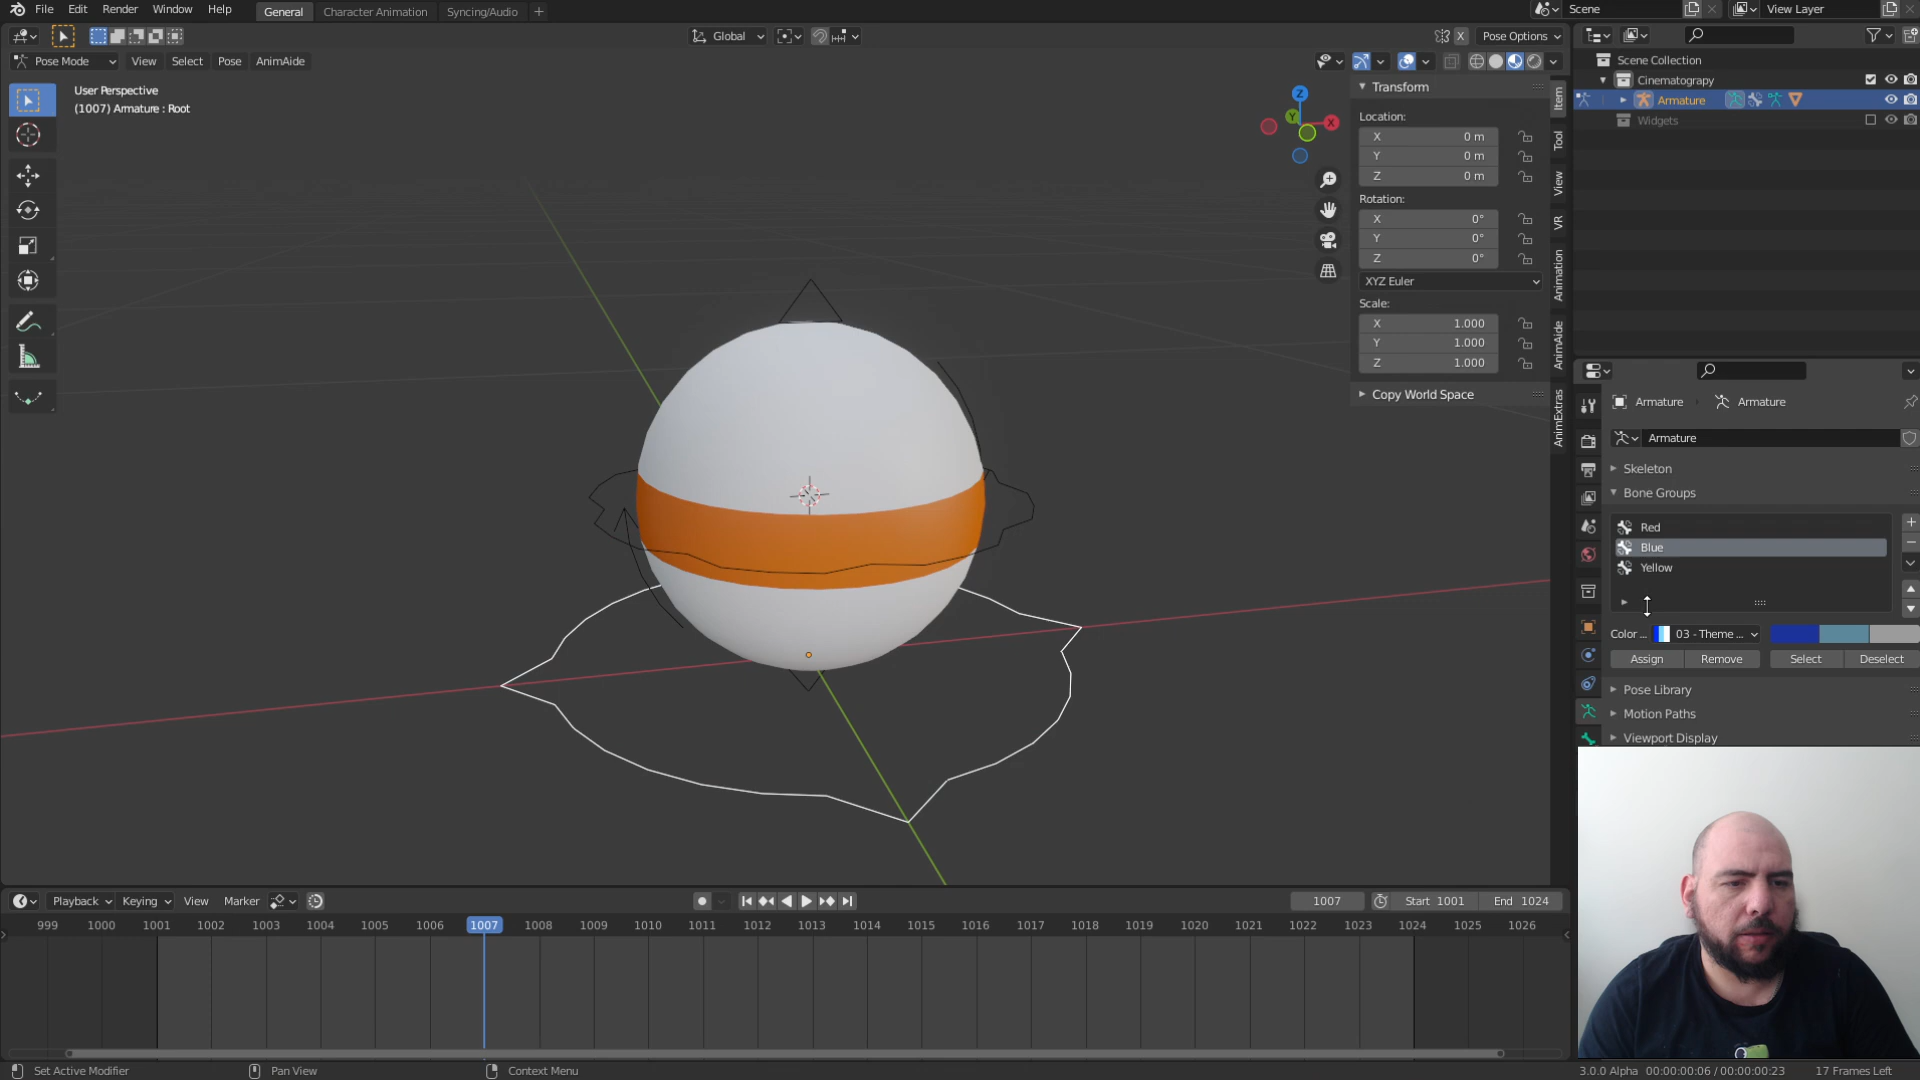 File Edit Render Window Help General Character Animation Syncing/Audio + Scene View Layer
Global Pose Options
Pose Mode View Select Pose AnimAide
User Perspective
(1007) Armature : Root
Z
Y
X
Transform
Location:
X 0 m
Y 0 m
Z 0 m
Rotation:
X 0°
Y 0°
Z 0°
XYZ Euler
Scale:
X 1.000
Y 1.000
Z 1.000
Copy World Space
Item
Tool
View
VR
Animation
AnimAide
AnimExtras
Scene Collection
Cinematograpy
Armature
Widgets
Armature Armature
Armature
Skeleton
Bone Groups
Red
Blue
Yellow
Color ... 03 - Theme ...
Assign Remove Select Deselect
Pose Library
Motion Paths
Viewport Display
Playback Keying View Marker 1007 Start 1001 End 1024
999 1000 1001 1002 1003 1004 1005 1006 1007 1008 1009 1010 1011 1012 1013 1014 1015 1016 1017 1018 1019 1020 1021 1022 1023 1024 1025 1026
Set Active Modifier Pan View Context Menu 3.0.0 Alpha 00:00:00:06 / 00:00:00:23 17 Frames Left